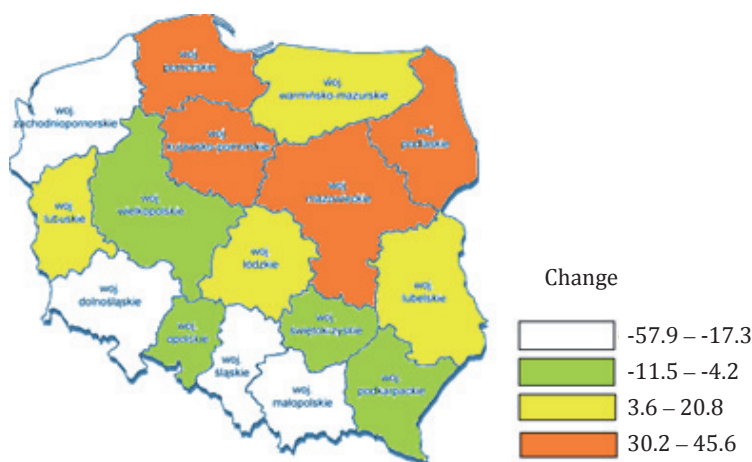 woj.
pomorskie
woj.
warmińsko-mazurskie
woj.
zachodniopomorskie
woj.
kujawsko-pomorskie
woj.
podlaskie
woj.
mazowieckie
woj.
wielkopolskie
woj.
lubuskie
woj.
łódzkie
woj.
lubelskie
woj.
dolnośląskie
woj.
opolskie
woj.
świętokrzyskie
woj.
śląskie
woj.
małopolskie
woj.
podkarpackie
Change
-57.9 – -17.3
-11.5 – -4.2
3.6 – 20.8
30.2 – 45.6